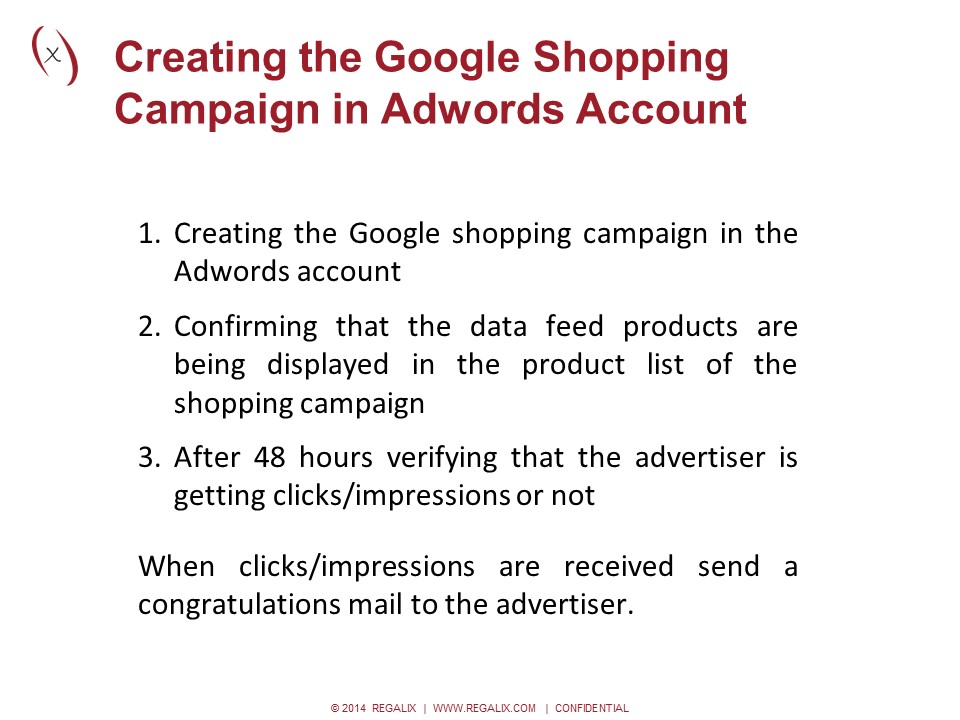 X
Creating the Google Shopping
Campaign in Adwords Account
1. Creating the Google shopping campaign in the
Adwords account
2. Confirming that the data feed products are
being displayed in the product list of the
shopping campaign
3. After 48 hours verifying that the advertiser is
getting clicks/impressions or not
When clicks/impressions are received send a
congratulations mail to the advertiser.
© 2014 REGALIX | WWW.REGALIX.COM | CONFIDENTIAL